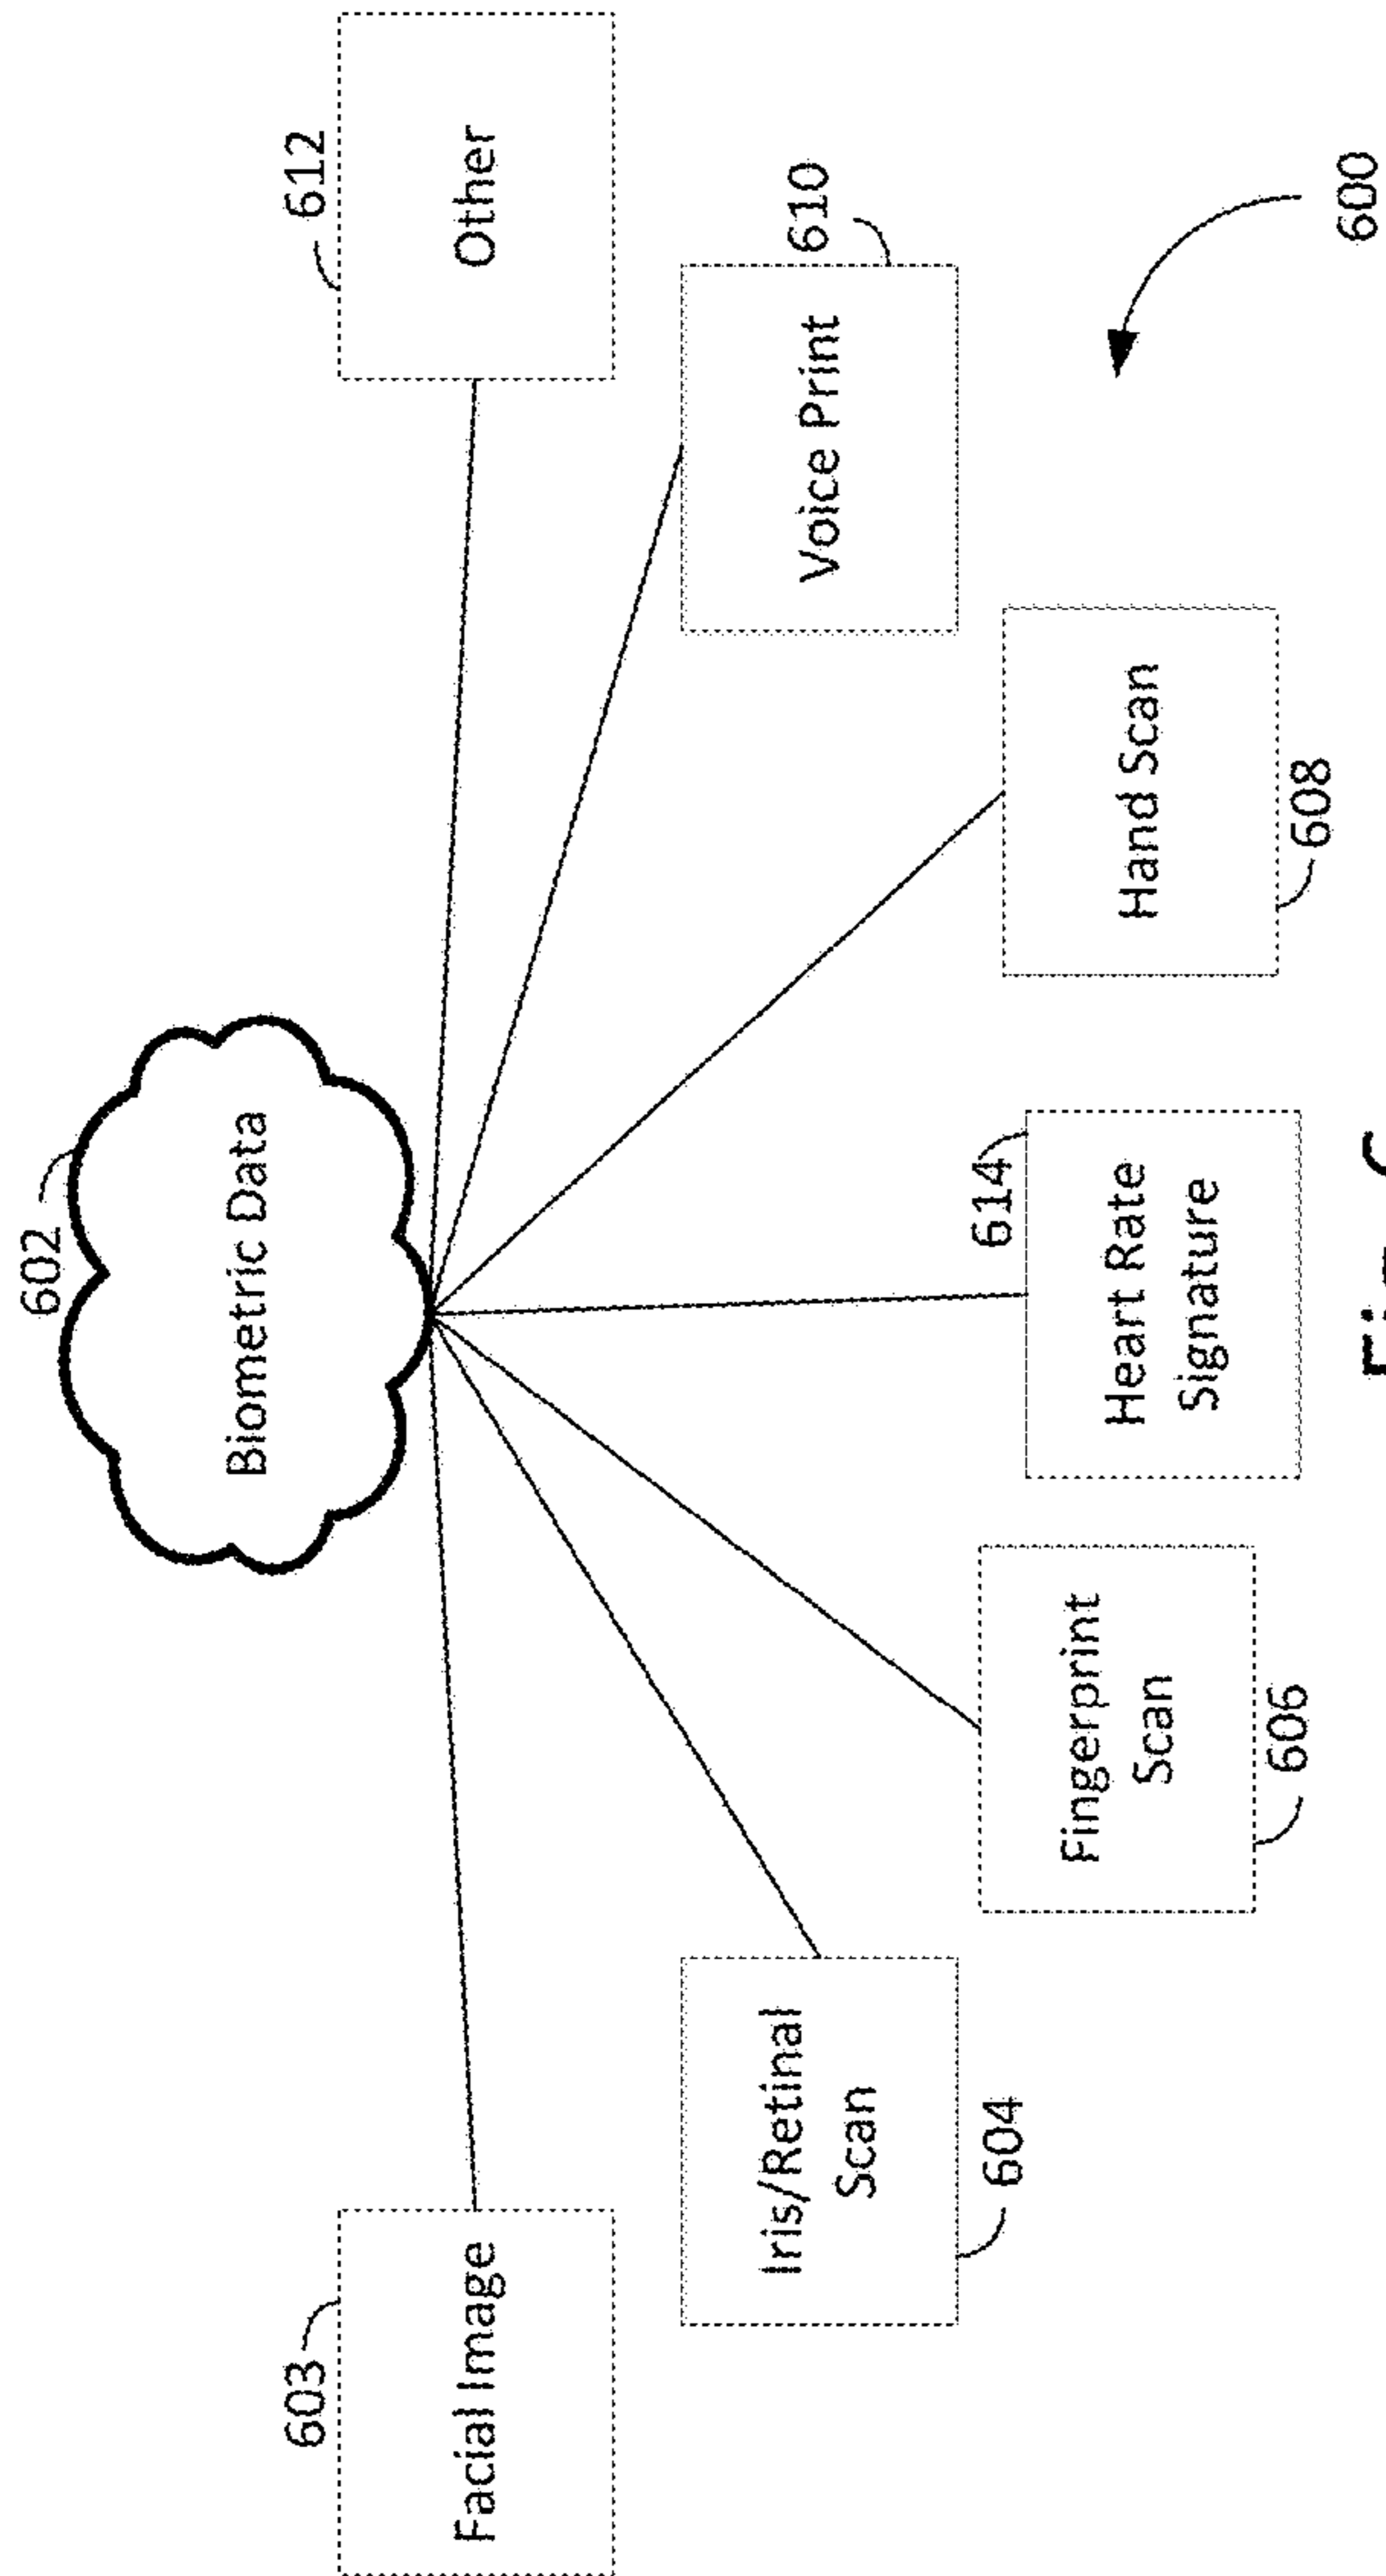 602
Biometric Data
603
Facial Image
612
Other
Iris/Retinal
Scan
604
Voice Print
610
Fingerprint
Scan
606
614
Heart Rate
Signature
Hand Scan
608
600